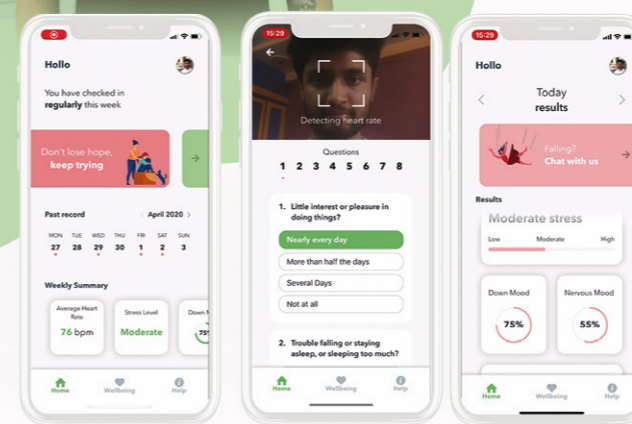 Hollo
You have checked in
regularly this week
Don't lose hope,
keep trying
Past record
April 2020
MON TUE WED THU FRI SAT SUN
27 28 29 30 1 2 3
Weekly Summary
Average Heart
Rate
76 bpm
Stress Level
Moderate
Down
75%
Home
Wellbeing
Help
15:29
Detecting heart rate
Questions
1 2 3 4 5 6 7 8
1. Little interest or pleasure in
doing things?
Nearly every day
More than half the days
Several Days
Not at all
2. Trouble falling or staying
asleep, or sleeping too much?
Home
Wellbeing
Help
15:29
Hollo
Today
results
Falling?
Chat with us
Results
Moderate stress
Low Moderate High
Down Mood
75%
Nervous Mood
55%
Home
Wellbeing
Help